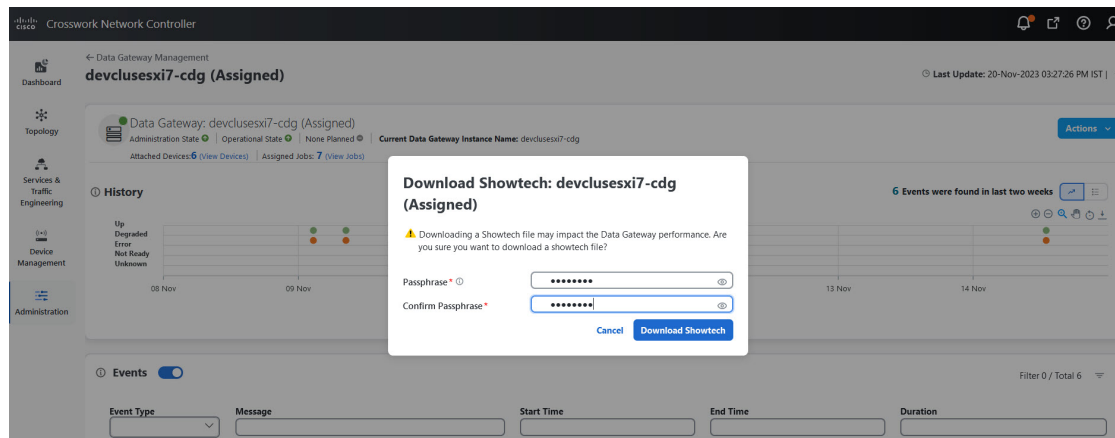 cisco Crosswork Network Controller
← Data Gateway Management
devclusesxi7-cdg (Assigned)
Last Update: 20-Nov-2023 03:27:26 PM IST |
Dashboard
Topology
Services &
Traffic
Engineering
Device
Management
Administration
Data Gateway: devclusesxi7-cdg (Assigned)
Administration State | Operational State | None Planned | Current Data Gateway Instance Name: devclusesxi7-cdg
Attached Devices:6 (View Devices) | Assigned Jobs: 7 (View Jobs)
Actions
History
6 Events were found in last two weeks
Up
Degraded
Error
Not Ready
Unknown
08 Nov 09 Nov 13 Nov 14 Nov
Download Showtech: devclusesxi7-cdg
(Assigned)
Downloading a Showtech file may impact the Data Gateway performance. Are
you sure you want to download a showtech file?
Passphrase*
Confirm Passphrase*
Cancel Download Showtech
Events
Filter 0 / Total 6
Event Type Message Start Time End Time Duration